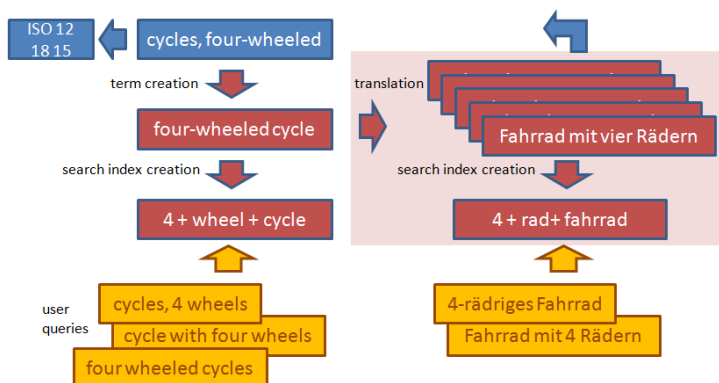 ISO 12
18 15
cycles, four-wheeled
term creation
translation
four-wheeled cycle
Fahrrad mit vier Rädern
search index creation
search index creation
4 + wheel + cycle
4 + rad+ fahrrad
user
queries
cycles, 4 wheels
cycle with four wheels
four wheeled cycles
4-rädriges Fahrrad
Fahrrad mit 4 Rädern